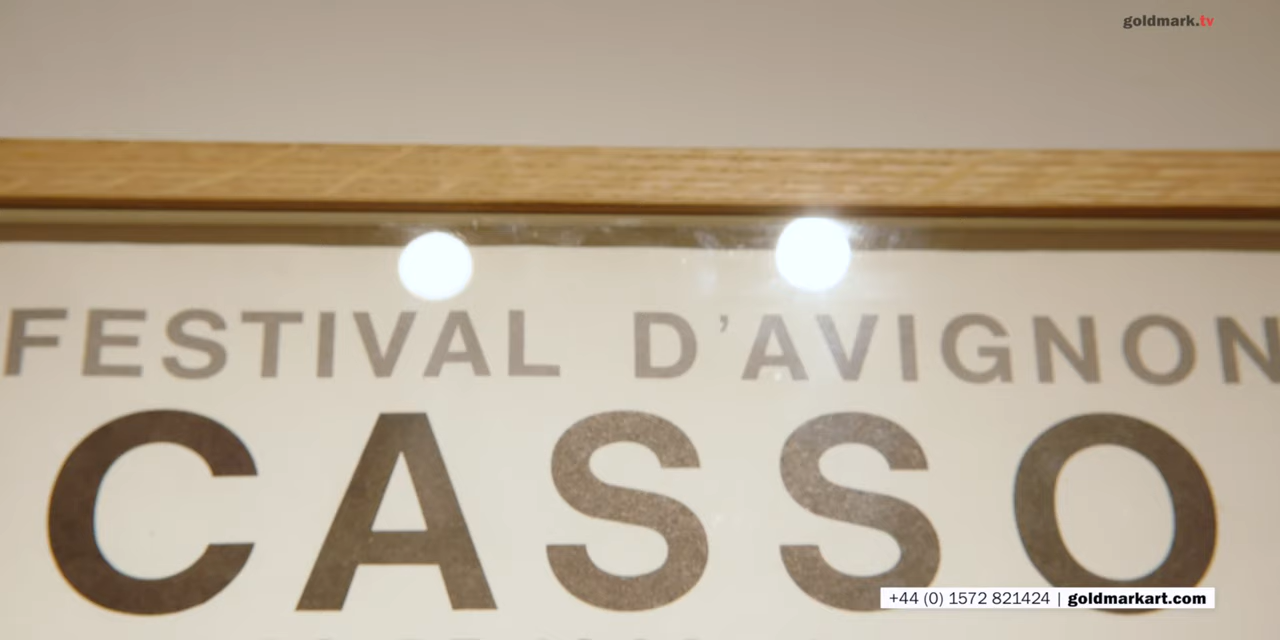 goldmark.tv
FESTIVAL D'AVIGNON
CASSO
+44 (0) 1572 821424 | goldmarkart.com